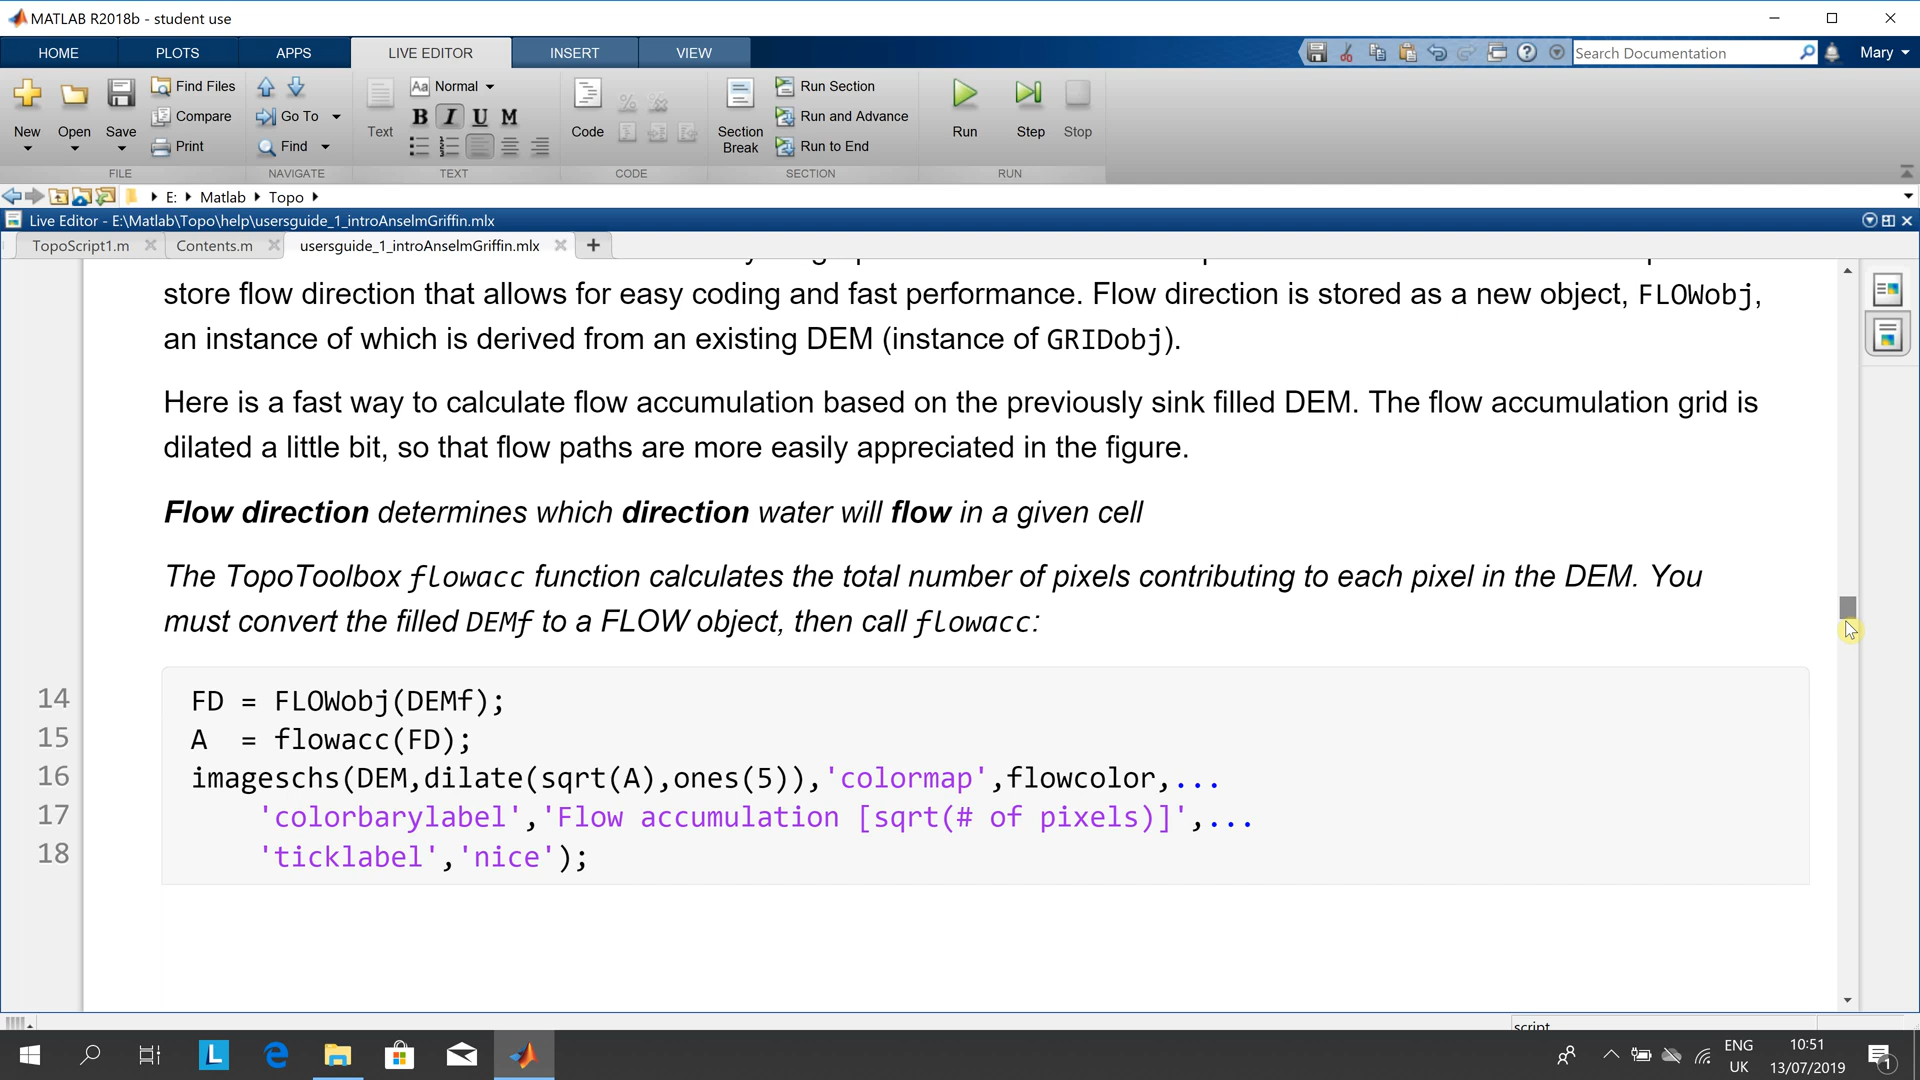 MATLAB R2018b - student use
HOME PLOTS APPS LIVE EDITOR INSERT VIEW Search Documentation Mary
New Open Save Find Files Compare Print FILE
Go To Find NAVIGATE
Text Aa Normal B I U M TEXT
Code CODE
Section Break Run Section Run and Advance Run to End SECTION
Run Step Stop RUN
E: Matlab Topo
Live Editor - E:\Matlab\Topo\help\usersguide_1_introAnselmGriffin.mlx
TopoScript1.m Contents.m usersguide_1_introAnselmGriffin.mlx
store flow direction that allows for easy coding and fast performance. Flow direction is stored as a new object, FLOWobj,
an instance of which is derived from an existing DEM (instance of GRIDobj).
Here is a fast way to calculate flow accumulation based on the previously sink filled DEM. The flow accumulation grid is
dilated a little bit, so that flow paths are more easily appreciated in the figure.
Flow direction determines which direction water will flow in a given cell
The TopoToolbox flowacc function calculates the total number of pixels contributing to each pixel in the DEM. You
must convert the filled DEMf to a FLOW object, then call flowacc:
14 FD = FLOWobj(DEMf);
15 A  = flowacc(FD);
16 imageschs(DEM,dilate(sqrt(A),ones(5)),'colormap',flowcolor,...
17     'colorbarylabel','Flow accumulation [sqrt(# of pixels)]',...
18     'ticklabel','nice');
script
L ENG 10:51
UK 13/07/2019 1